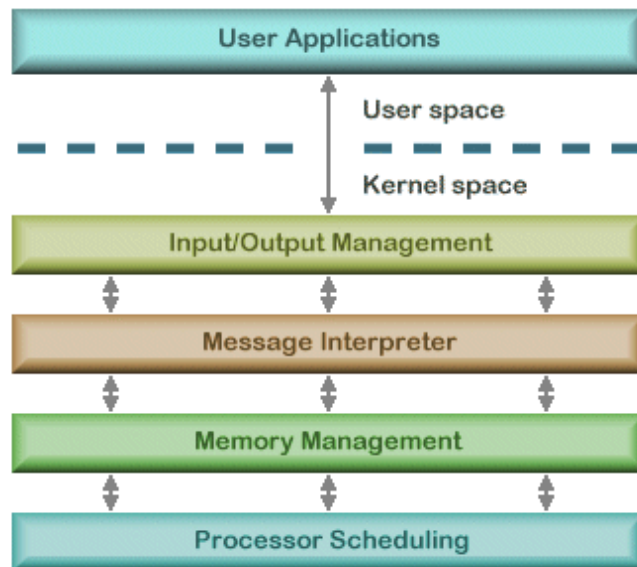 User Applications
User space
Kernel space
Input/Output Management
Message Interpreter
Memory Management
Processor Scheduling